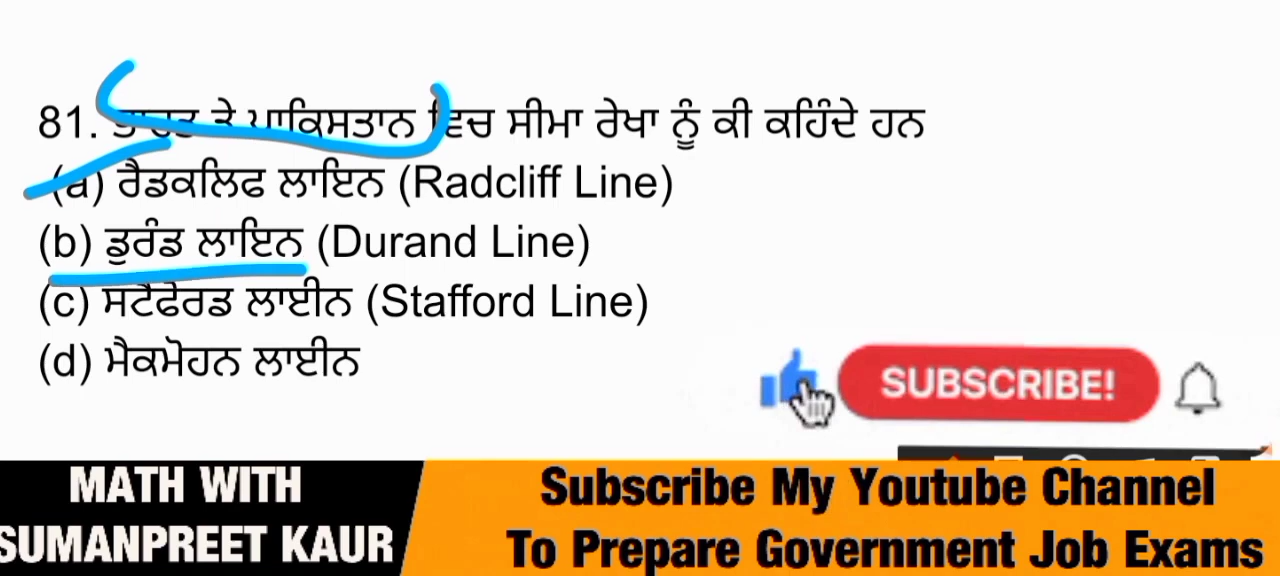 81. ਭਾਰਤ ਤੇ ਪਾਕਿਸਤਾਨ ਵਿਚ ਸੀਮਾ ਰੇਖਾ ਨੂੰ ਕੀ ਕਹਿੰਦੇ ਹਨ
(a) ਰੈਡਕਲਿਫ ਲਾਇਨ (Radcliff Line)
(b) ਡੁਰੰਡ ਲਾਇਨ (Durand Line)
(c) ਸਟੈਫੋਰਡ ਲਾਈਨ (Stafford Line)
(d) ਮੈਕਮੋਹਨ ਲਾਈਨ
SUBSCRIBE!
MATH WITH
SUMANPREET KAUR
Subscribe My Youtube Channel
To Prepare Government Job Exams